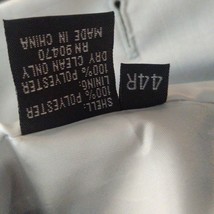 SHELL:
100% POLYESTER
LINING:
100% POLYESTER
DRY CLEAN ONLY
RN 90470
MADE IN CHINA
44R